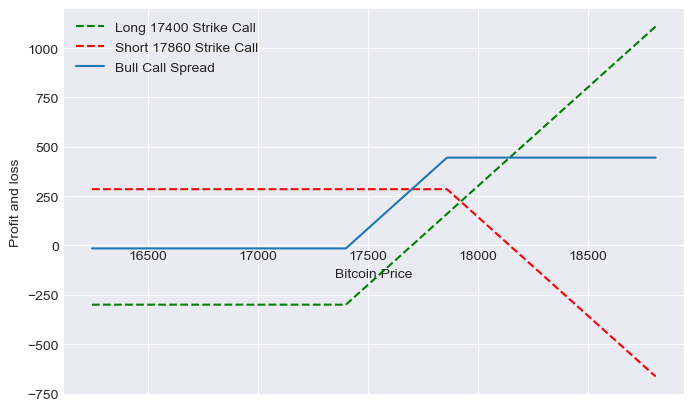 Long 17400 Strike Call
Short 17860 Strike Call
Bull Call Spread
1000
750
500
250
0
−250
−500
−750
Profit and loss
16500 17000 17500 18000 18500
Bitcoin Price